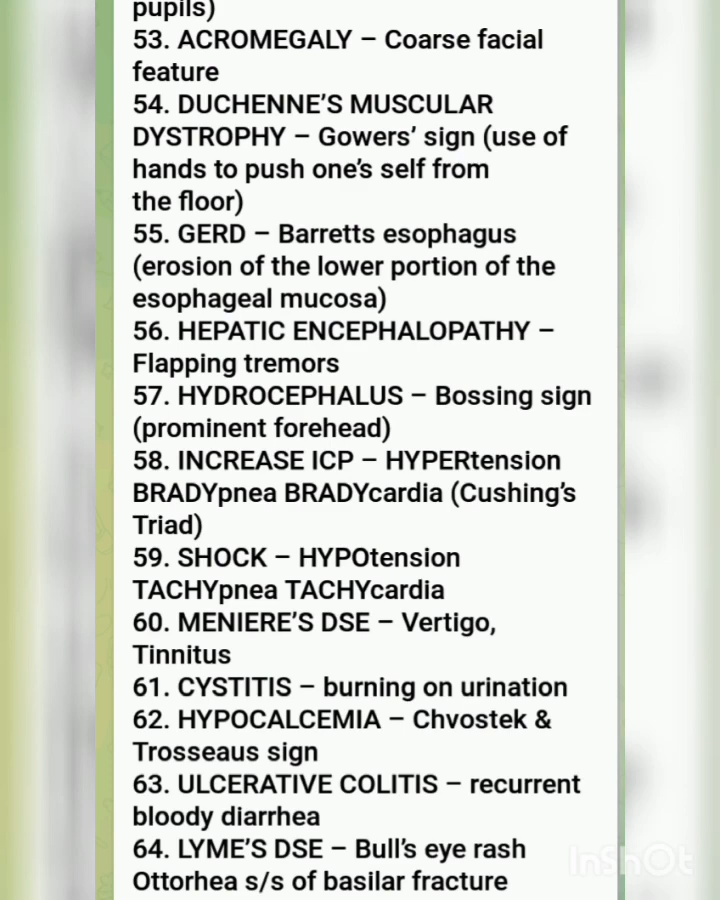 pupils)
53. ACROMEGALY – Coarse facial
feature
54. DUCHENNE’S MUSCULAR
DYSTROPHY – Gowers’ sign (use of
hands to push one’s self from
the floor)
55. GERD – Barretts esophagus
(erosion of the lower portion of the
esophageal mucosa)
56. HEPATIC ENCEPHALOPATHY –
Flapping tremors
57. HYDROCEPHALUS – Bossing sign
(prominent forehead)
58. INCREASE ICP – HYPERtension
BRADYpnea BRADYcardia (Cushing’s
Triad)
59. SHOCK – HYPOtension
TACHYpnea TACHYcardia
60. MENIERE’S DSE – Vertigo,
Tinnitus
61. CYSTITIS – burning on urination
62. HYPOCALCEMIA – Chvostek &
Trosseaus sign
63. ULCERATIVE COLITIS – recurrent
bloody diarrhea
64. LYME’S DSE – Bull’s eye rash
Ottorhea s/s of basilar fracture
InShOt